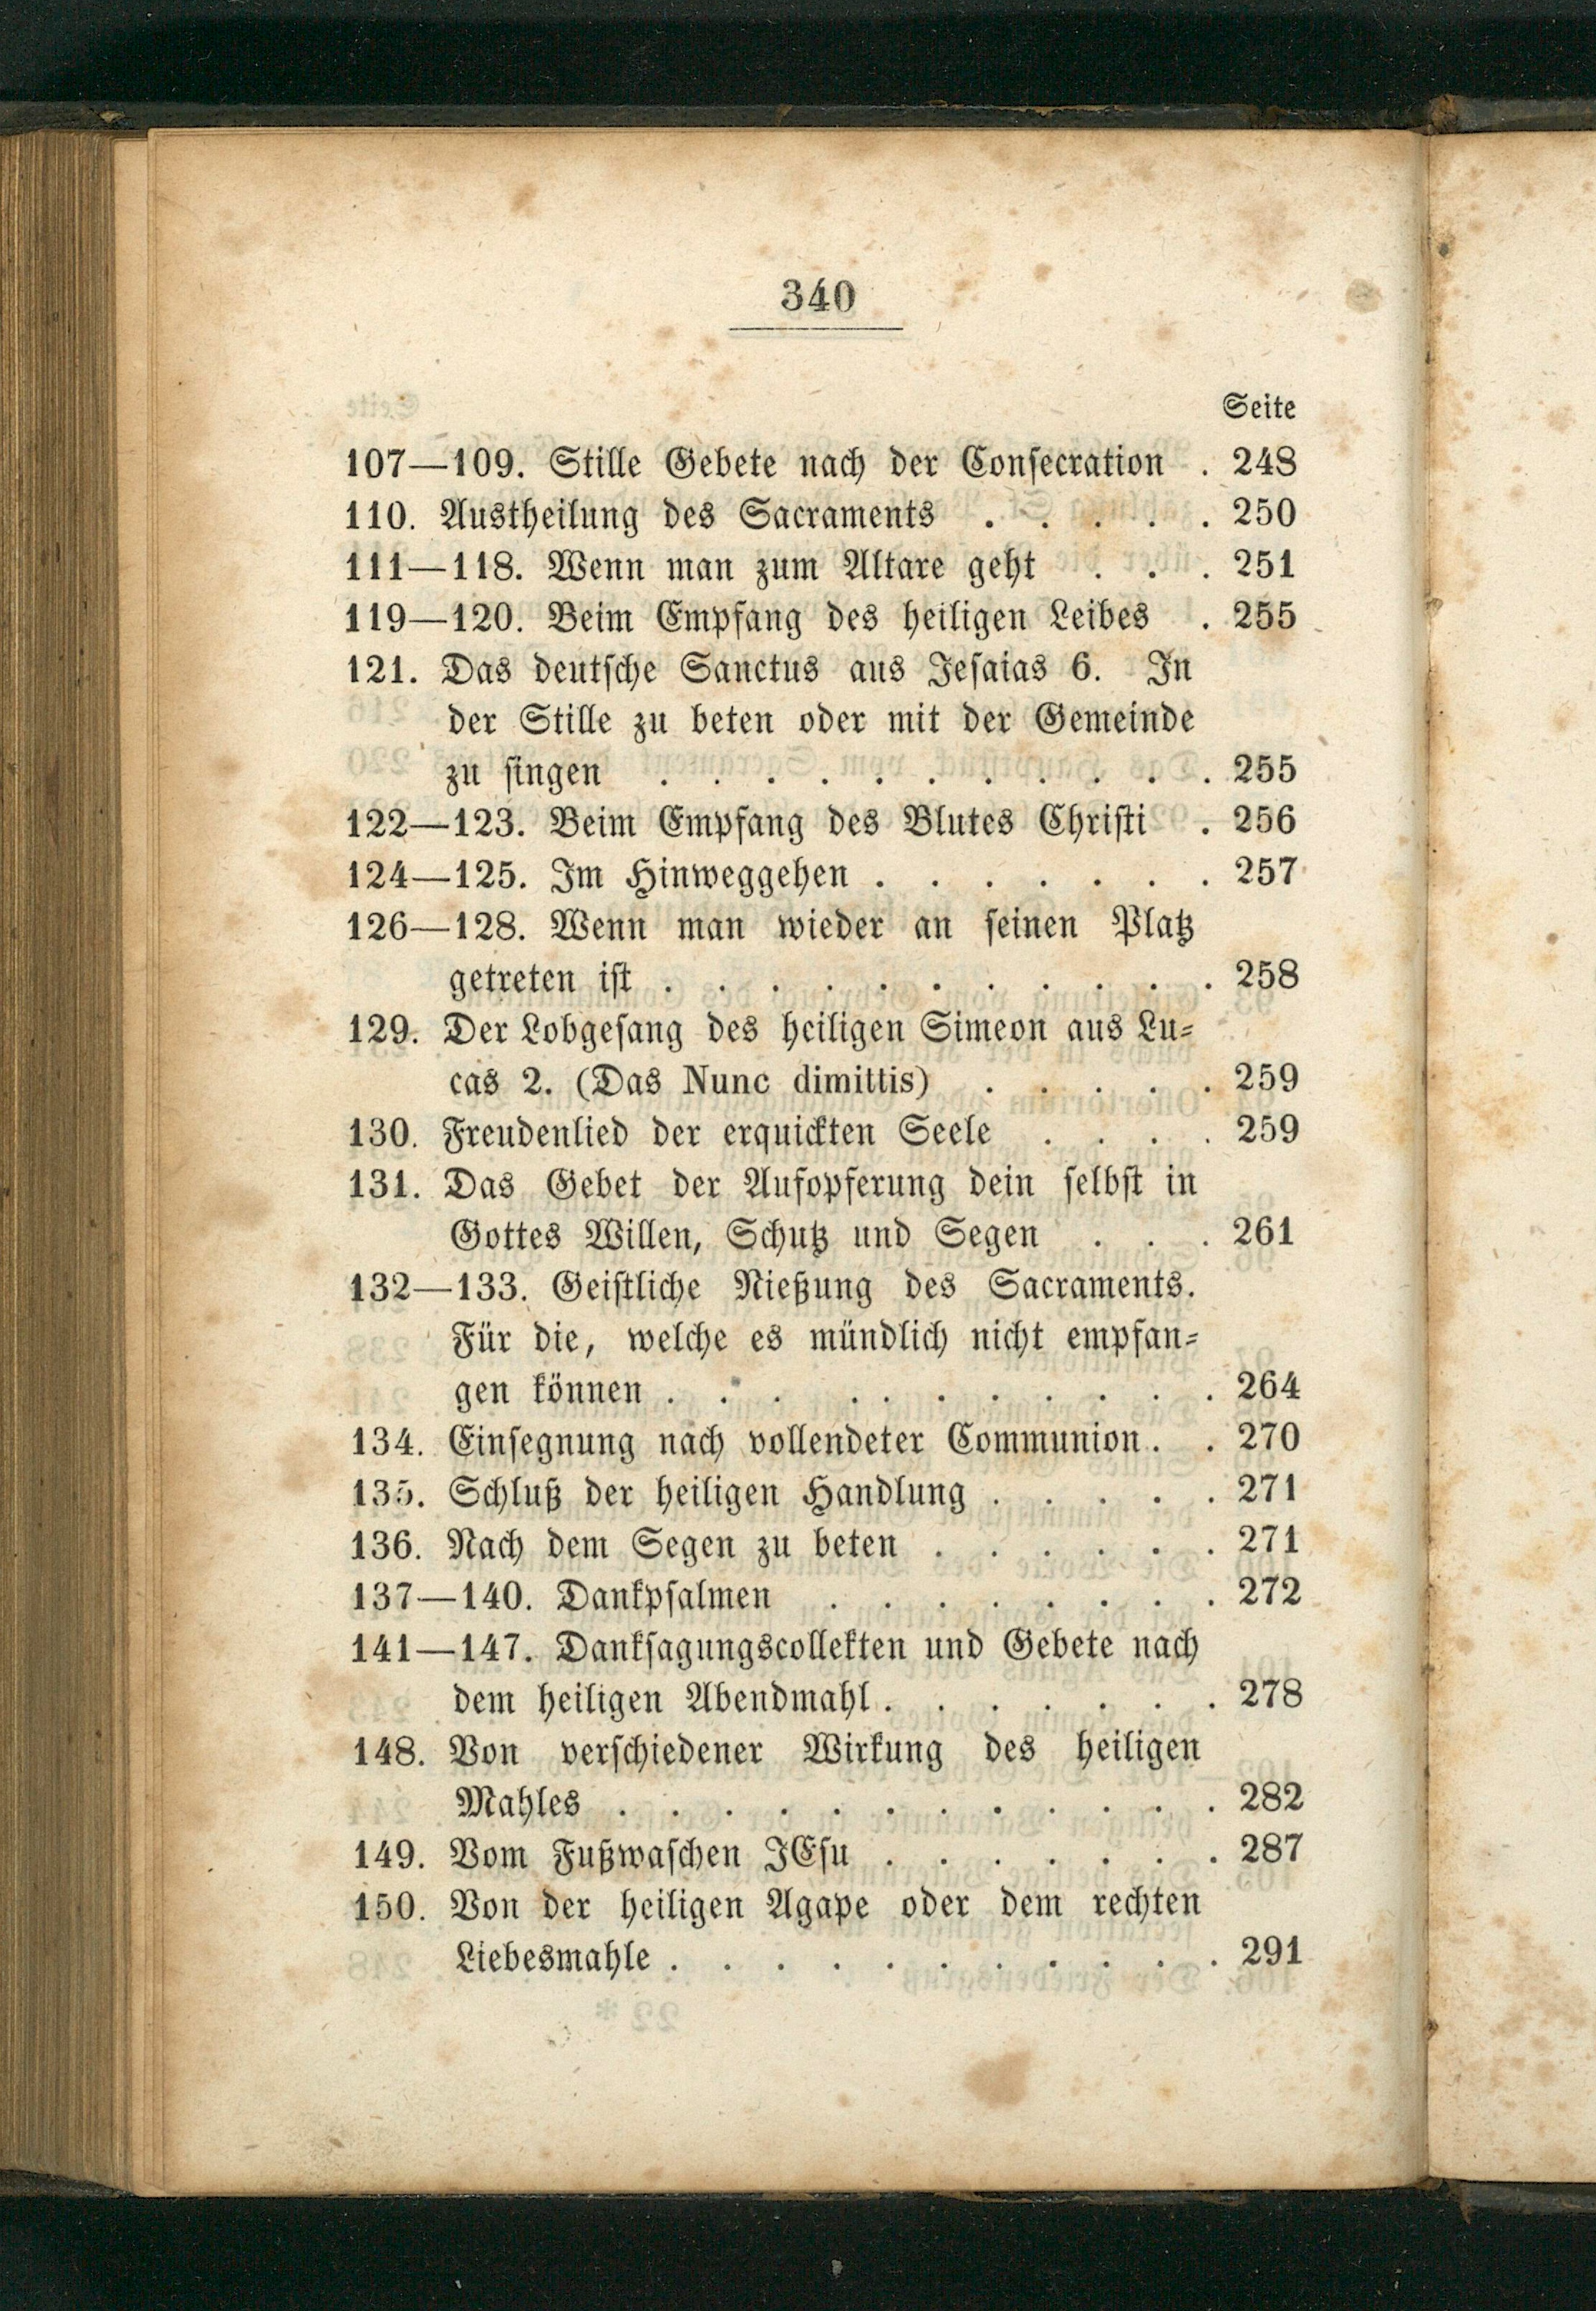 340
Seite
107—109. Stille Gebete nach der Consecration . 248
110. Austheilung des Sacraments . . . . . 250
111—118. Wenn man zum Altare geht . . . 251
119—120. Beim Empfang des heiligen Leibes . 255
121. Das deutsche Sanctus aus Jesaias 6. In
der Stille zu beten oder mit der Gemeinde
zu singen . . . . . . . . . . . 255
122—123. Beim Empfang des Blutes Christi . 256
124—125. Im Hinweggehen . . . . . . . 257
126—128. Wenn man wieder an seinen Platz
getreten ist . . . . . . . . . . . 258
129. Der Lobgesang des heiligen Simeon aus Lu-
cas 2. (Das Nunc dimittis) . . . . . 259
130. Freudenlied der erquickten Seele . . . . 259
131. Das Gebet der Aufopferung dein selbst in
Gottes Willen, Schutz und Segen . . . 261
132—133. Geistliche Nießung des Sacraments.
Für die, welche es mündlich nicht empfan-
gen können . . . . . . . . . . 264
134. Einsegnung nach vollendeter Communion . . 270
135. Schluß der heiligen Handlung . . . . . 271
136. Nach dem Segen zu beten . . . . . . 271
137—140. Dankpsalmen . . . . . . . . 272
141—147. Danksagungscollekten und Gebete nach
dem heiligen Abendmahl . . . . . . . 278
148. Von verschiedener Wirkung des heiligen
Mahles . . . . . . . . . . . . 282
149. Vom Fußwaschen JEsu . . . . . . . 287
150. Von der heiligen Agape oder dem rechten
Liebesmahle . . . . . . . . . . . 291